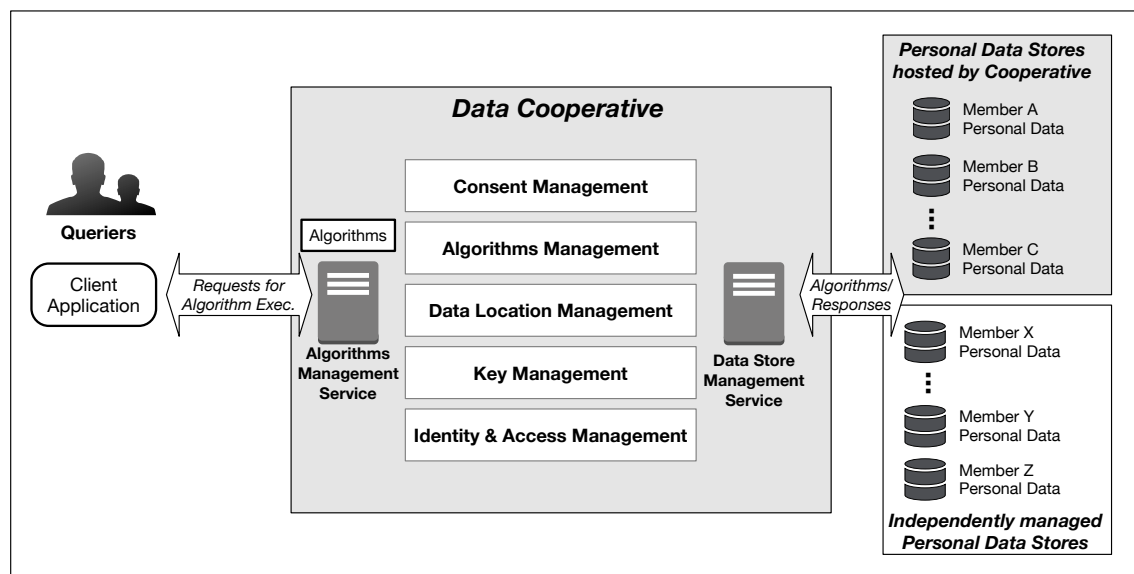 Queriers
Client
Application
Requests for
Algorithm Exec.
Data Cooperative
Algorithms
Algorithms
Management
Service
Consent Management
Algorithms Management
Data Location Management
Key Management
Identity & Access Management
Data Store
Management
Service
Algorithms/
Responses
Personal Data Stores
hosted by Cooperative
Member A
Personal Data
Member B
Personal Data
Member C
Personal Data
Member X
Personal Data
Member Y
Personal Data
Member Z
Personal Data
Independently managed
Personal Data Stores